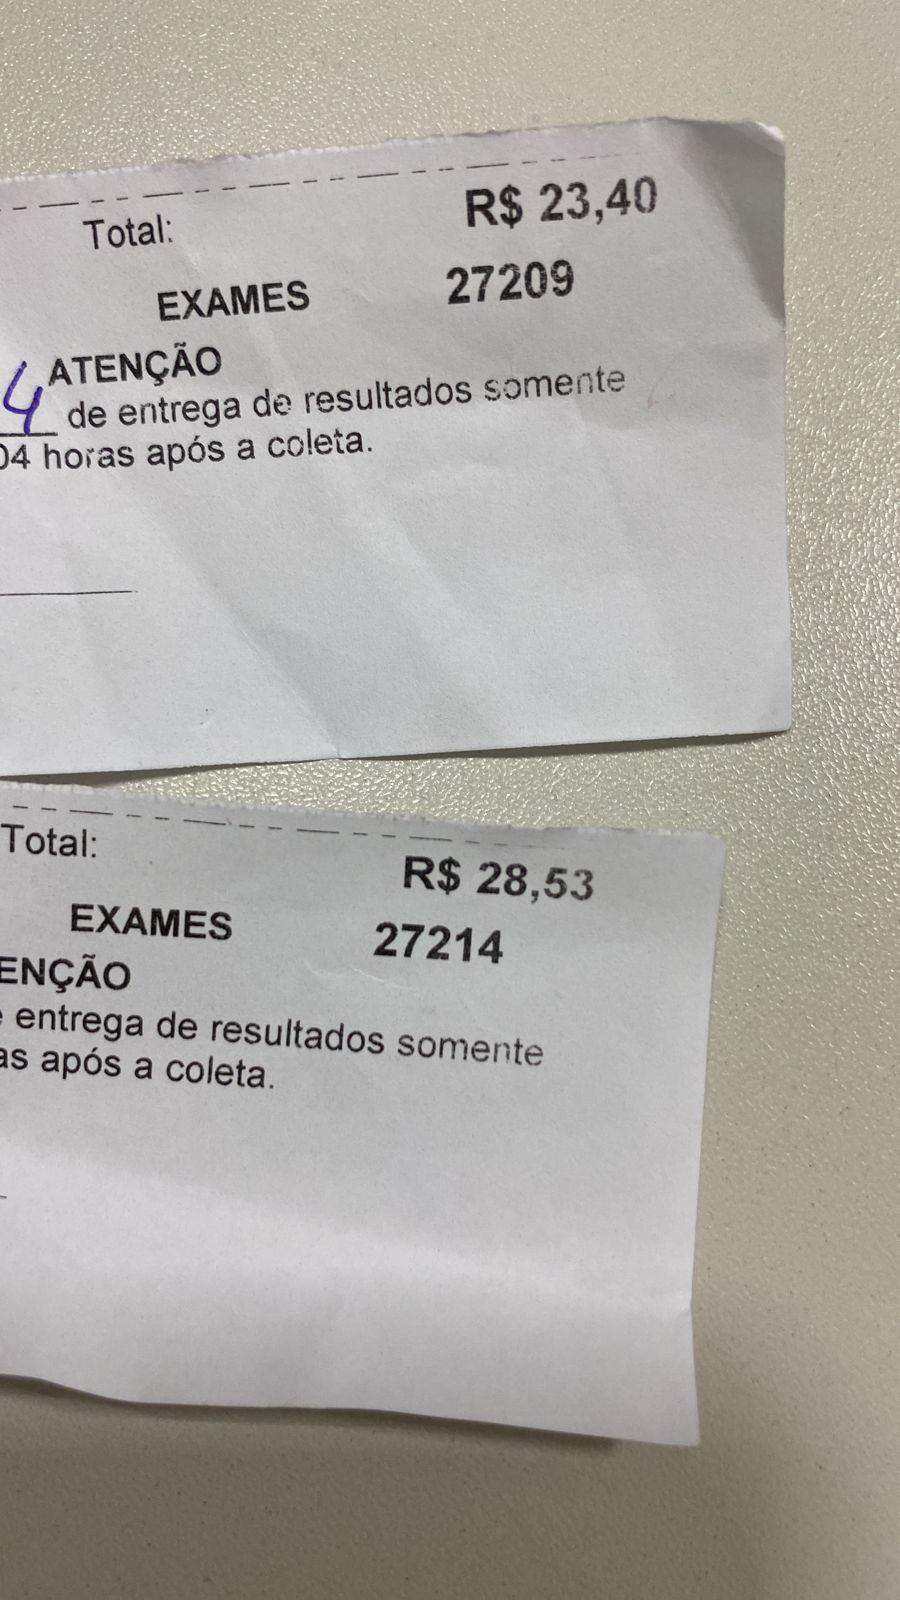 Total: R$ 23,40
EXAMES 27209
ATENÇÃO
4 de entrega de resultados somente
04 horas após a coleta.
Total: R$ 28,53
EXAMES 27214
ENÇÃO
entrega de resultados somente
as após a coleta.